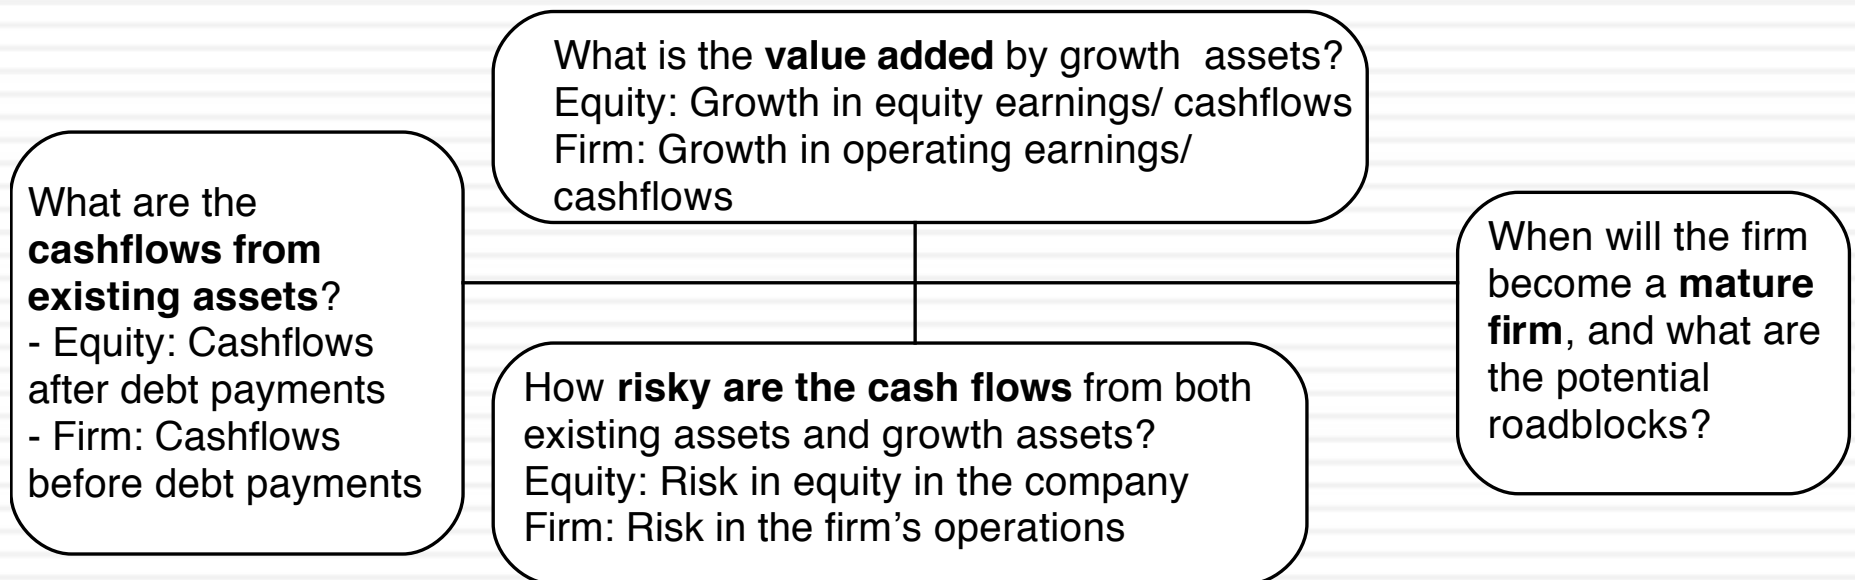 What is the value added by growth assets?
Equity: Growth in equity earnings/ cashflows
Firm: Growth in operating earnings/
cashflows
What are the
cashflows from
existing assets?
- Equity: Cashflows
after debt payments
- Firm: Cashflows
before debt payments
How risky are the cash flows from both
existing assets and growth assets?
Equity: Risk in equity in the company
Firm: Risk in the firm’s operations
When will the firm
become a mature
firm, and what are
the potential
roadblocks?